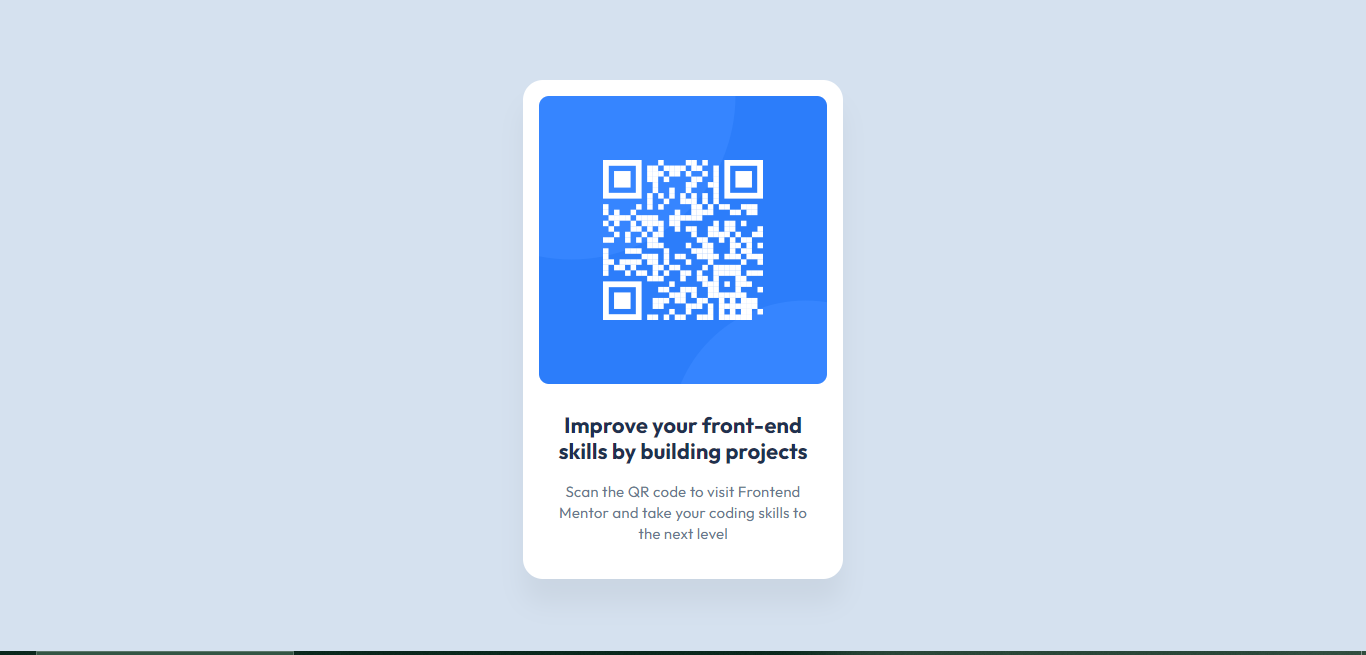 Improve your front-end
skills by building projects
Scan the QR code to visit Frontend
Mentor and take your coding skills to
the next level